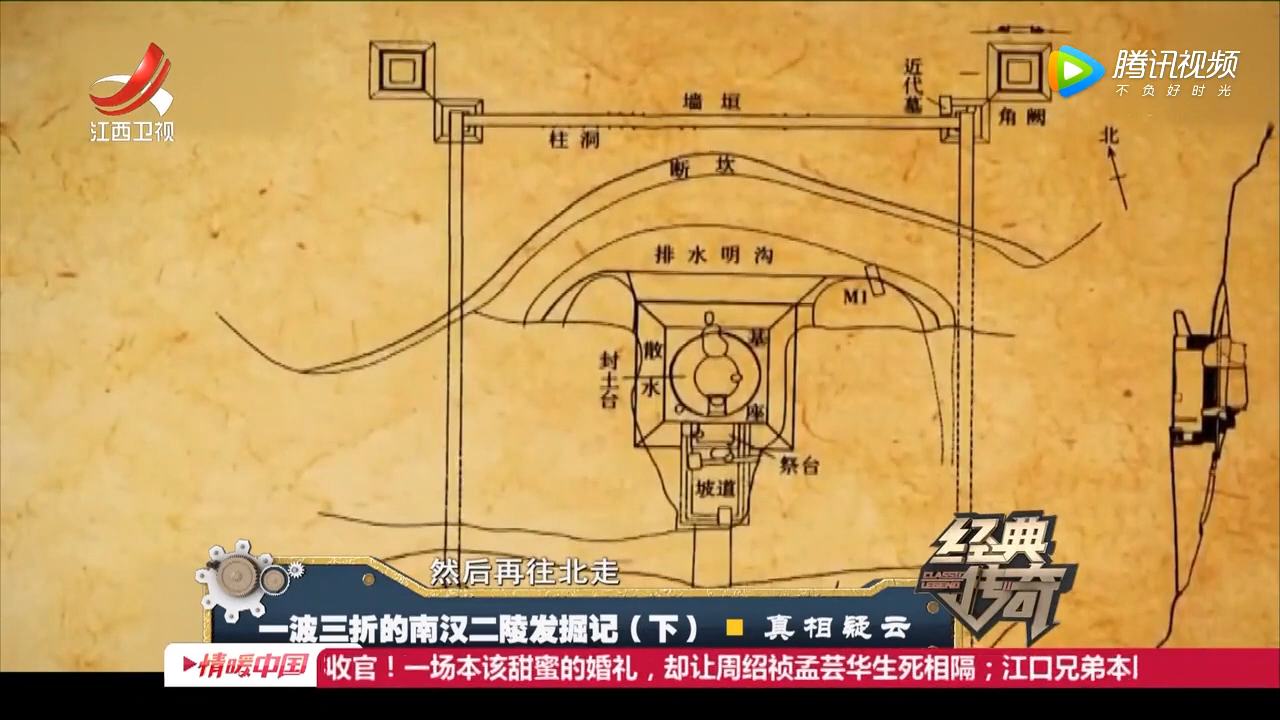 江西卫视
腾讯视频
不负好时光
近代墓
墙垣
角阙
柱洞
北
断坎
排水明沟
M1
基座
散水
封土台
祭台
坡道
经典传奇
CLASSIC LEGEND
然后再往北走
一波三折的南汉二陵发掘记（下） 真相疑云
情暖中国 收官！一场本该甜蜜的婚礼，却让周绍祯孟芸华生死相隔；江口兄弟本